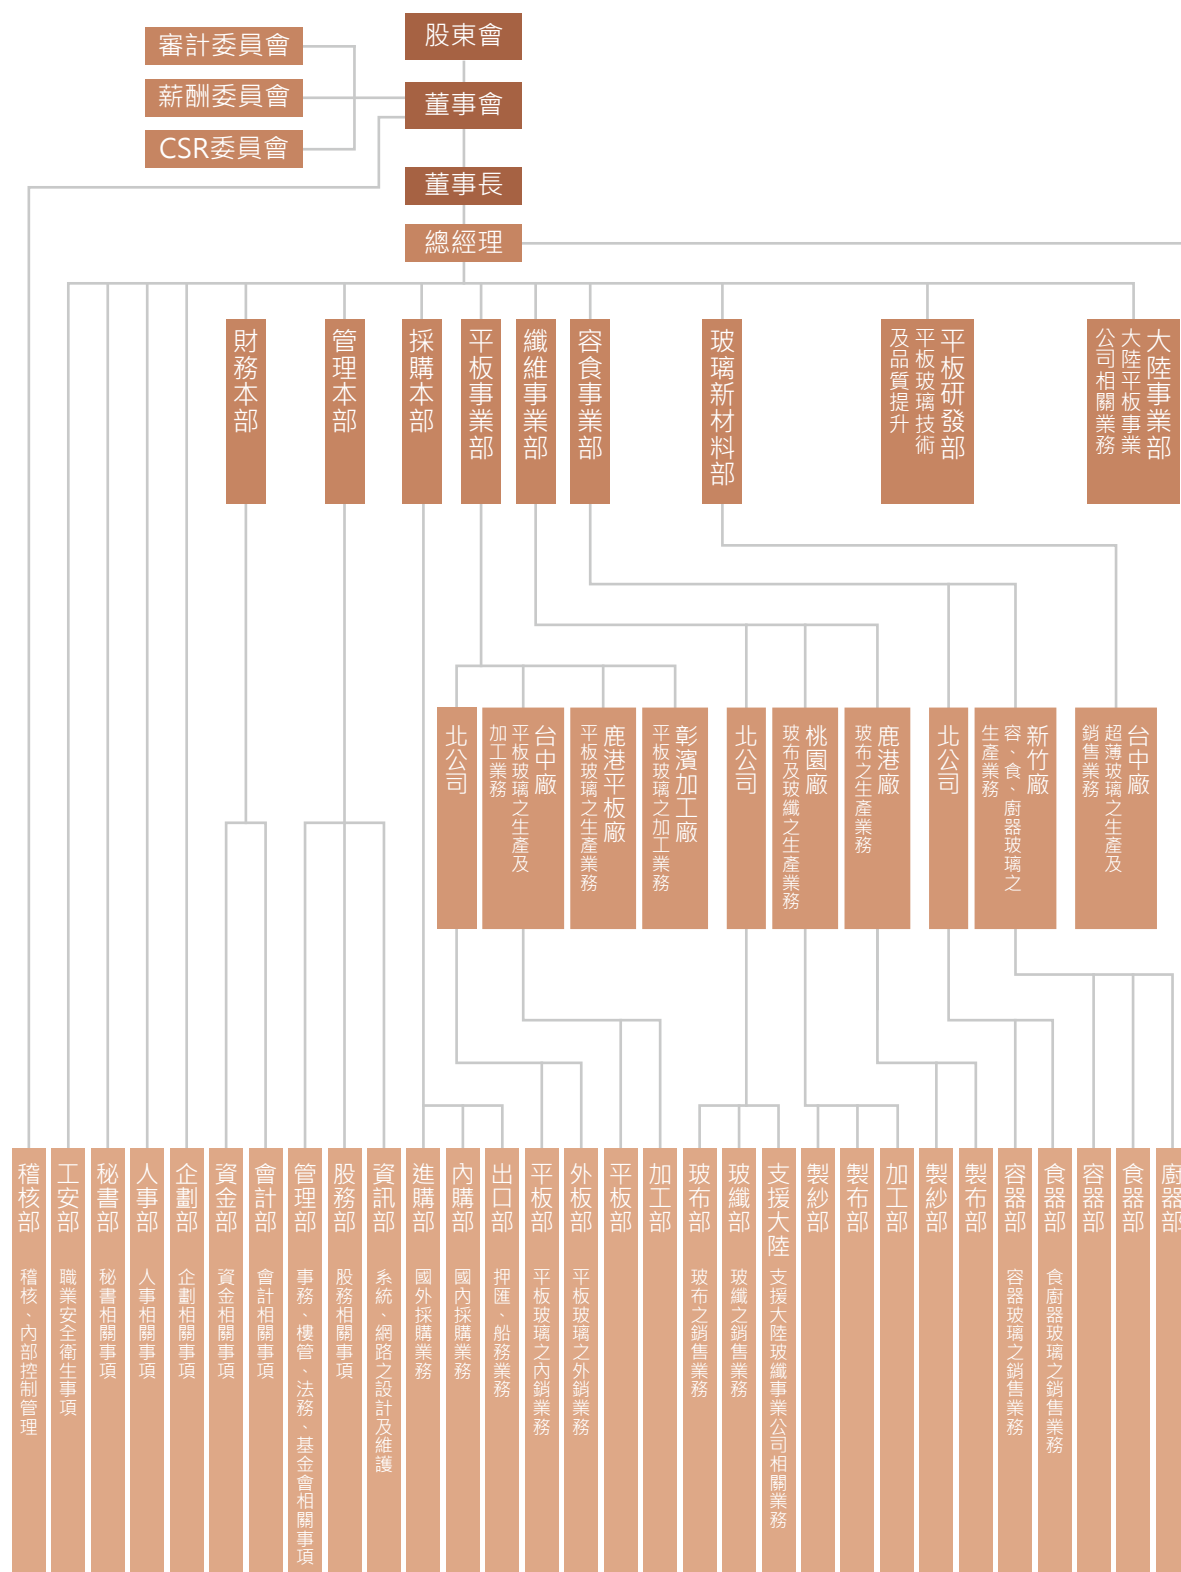 股東會
審計委員會
薪酬委員會
董事會
CSR委員會
董事長
總經理
財務本部
管理本部
採購本部
平板事業部
纖維事業部
容食事業部
玻璃新材料部
平板研發部
平板玻璃技術
及品質提升
大陸事業部
大陸平板事業
公司相關業務
北公司
台中廠
平板玻璃之生產及
加工業務
鹿港平板廠
平板玻璃之生產業務
彰濱加工廠
平板玻璃之加工業務
北公司
桃園廠
玻布及玻纖之生產業務
鹿港廠
玻布之生產業務
北公司
新竹廠
容、食、廚器玻璃之
生產業務
台中廠
超薄玻璃之生產及
銷售業務
稽核部
稽核、內部控制管理
工安部
職業安全衛生事項
秘書部
秘書相關事項
人事部
人事相關事項
企劃部
企劃相關事項
資金部
資金相關事項
會計部
會計相關事項
管理部
事務、樓管、法務、基金會相關事項
股務部
股務相關事項
資訊部
系統、網路之設計及維護
進購部
國外採購業務
內購部
國內採購業務
出口部
押匯、船務業務
平板部
平板玻璃之內銷業務
外板部
平板玻璃之外銷業務
平板部
加工部
玻布部
玻布之銷售業務
玻纖部
玻纖之銷售業務
支援大陸
支援大陸玻纖事業公司相關業務
製紗部
製布部
加工部
製紗部
製布部
容器部
容器玻璃之銷售業務
食器部
食廚器玻璃之銷售業務
容器部
食器部
廚器部